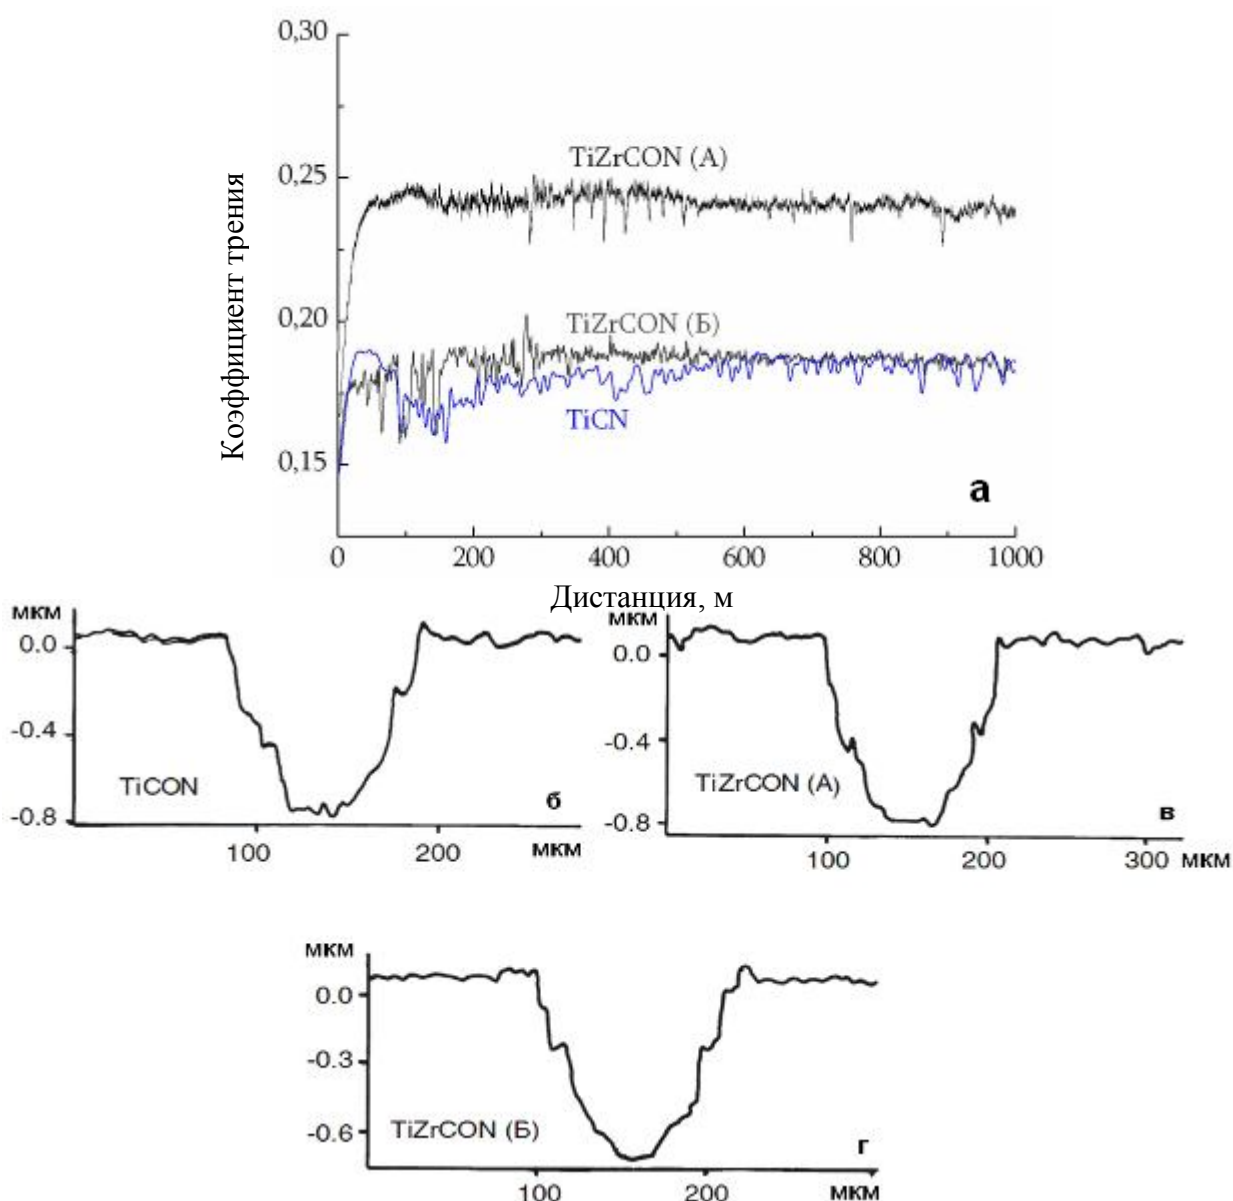 0,30
TiZrCON (А)
0,25
Коэффициент трения
0,20
TiZrCON (Б)
TiCN
0,15
а
0 200 400 600 800 1000
Дистанция, м
мкм
0.0
-0.4
TiCON
б
-0.8
100 200 мкм
мкм
0.0
-0.4
TiZrCON (А)
в
-0.8
100 200 300 мкм
мкм
0.0
-0.3
-0.6
TiZrCON (Б)
г
100 200 мкм